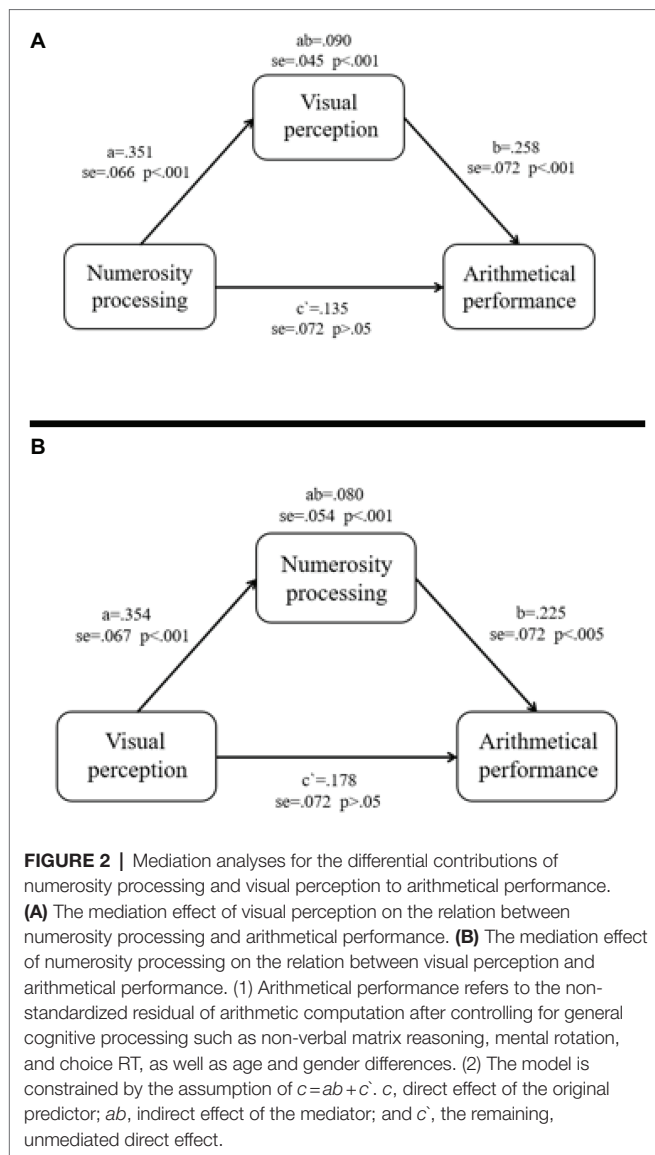 A
ab=.090
se=.045 p<.001
Visual
perception
a=.351
se=.066 p<.001
b=.258
se=.072 p<.001
Numerosity
processing
Arithmetical
performance
c`=.135
se=.072 p>.05
B
ab=.080
se=.054 p<.001
Numerosity
processing
a=.354
se=.067 p<.001
b=.225
se=.072 p<.005
Visual
perception
Arithmetical
performance
c`=.178
se=.072 p>.05
FIGURE 2 | Mediation analyses for the differential contributions of
numerosity processing and visual perception to arithmetical performance.
(A) The mediation effect of visual perception on the relation between
numerosity processing and arithmetical performance. (B) The mediation effect
of numerosity processing on the relation between visual perception and
arithmetical performance. (1) Arithmetical performance refers to the non-
standardized residual of arithmetic computation after controlling for general
cognitive processing such as non-verbal matrix reasoning, mental rotation,
and choice RT, as well as age and gender differences. (2) The model is
constrained by the assumption of c=ab+c`. c, direct effect of the original
predictor; ab, indirect effect of the mediator; and c`, the remaining,
unmediated direct effect.